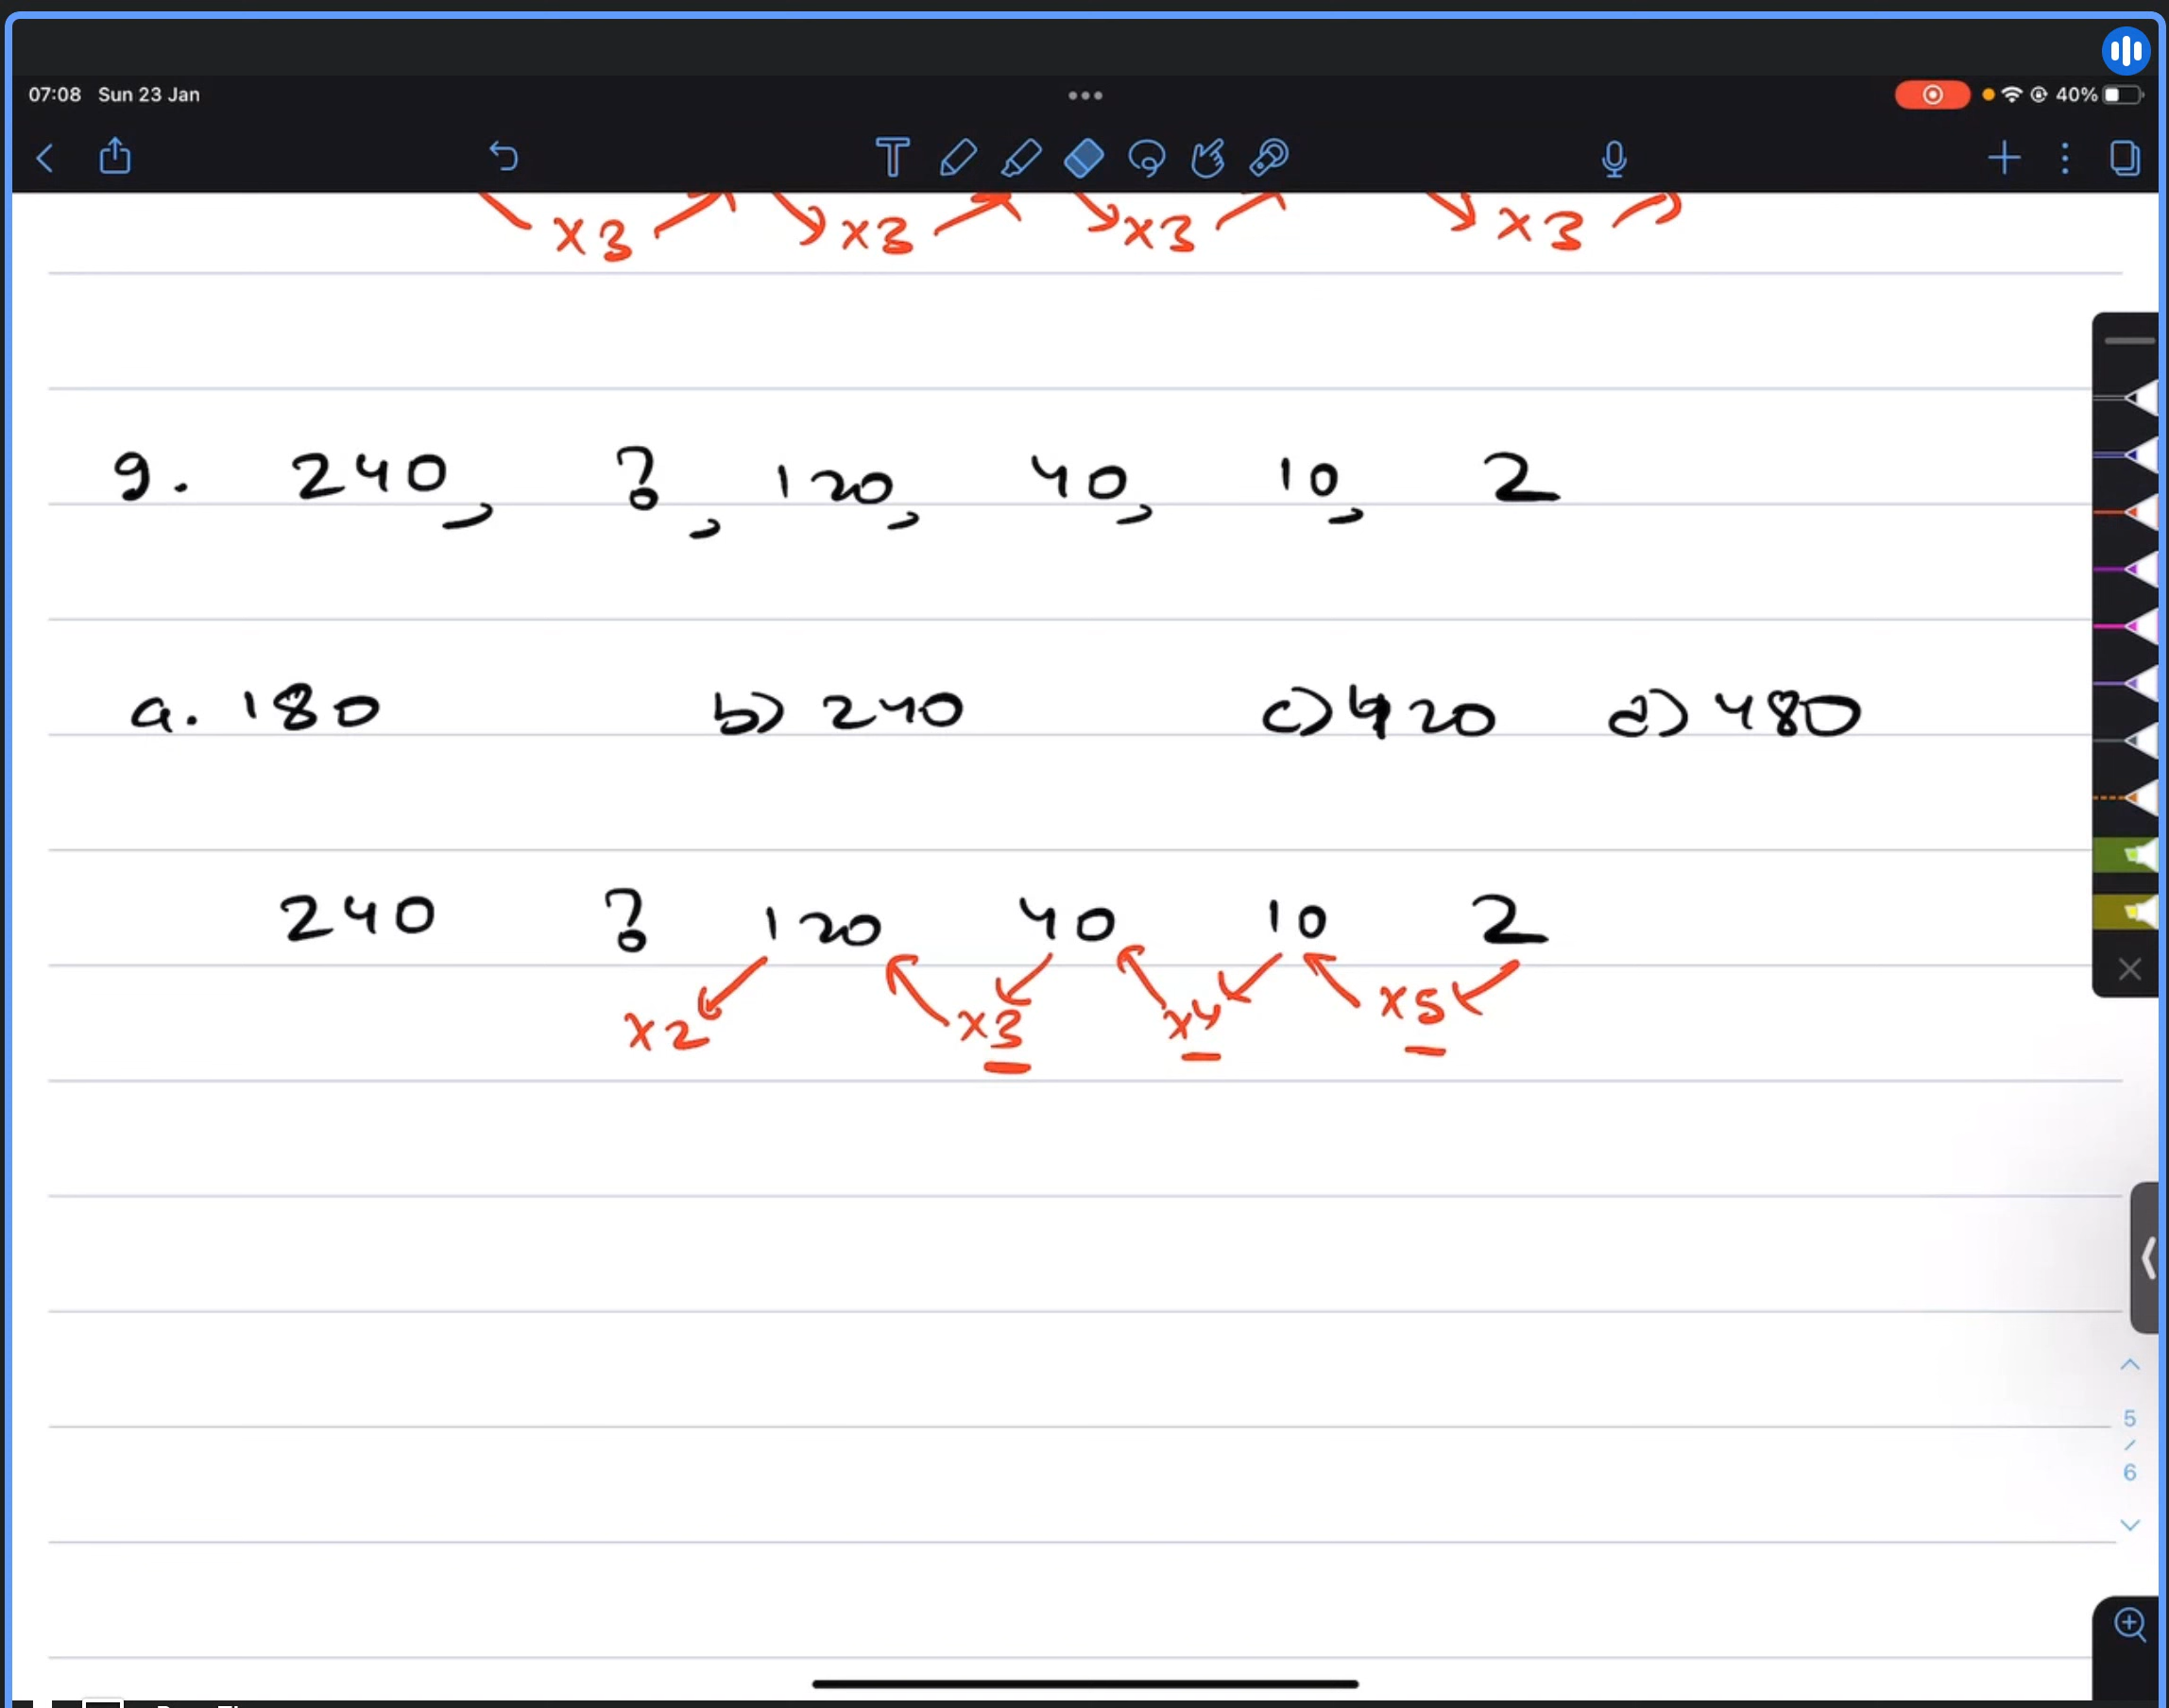 07:08 Sun 23 Jan 40%
x3 x3 x3 x3
9. 240, ?, 120, 40, 10, 2
a. 180 b) 240 c) 420 d) 480
240 ? 120 40 10 2
x2 x3 x4 x5
5
/
6